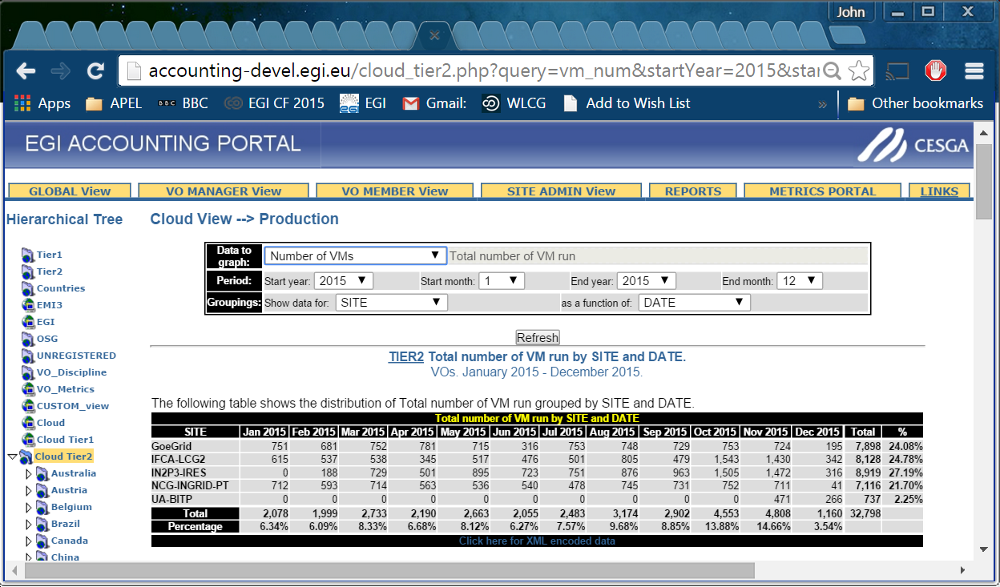 John
accounting-devel.egi.eu/cloud_tier2.php?query=vm_num&startYear=2015&star
Apps APEL BBC BBC EGI CF 2015 EGI Gmail: WLCG Add to Wish List » Other bookmarks
EGI ACCOUNTING PORTAL CESGA
GLOBAL View VO MANAGER View VO MEMBER View SITE ADMIN View REPORTS METRICS PORTAL LINKS
Hierarchical Tree
Tier1
Tier2
Countries
EMI3
EGI
OSG
UNREGISTERED
VO_Discipline
VO_Metrics
CUSTOM_view
Cloud
Cloud Tier1
Cloud Tier2
Australia
Austria
Belgium
Brazil
Canada
China
Cloud View --> Production
Data to graph: Number of VMs Total number of VM run
Period: Start year: 2015 Start month: 1 End year: 2015 End month: 12
Groupings: Show data for: SITE as a function of: DATE
Refresh
TIER2 Total number of VM run by SITE and DATE.
VOs. January 2015 - December 2015.
The following table shows the distribution of Total number of VM run grouped by SITE and DATE.
Total number of VM run by SITE and DATE
SITE Jan 2015 Feb 2015 Mar 2015 Apr 2015 May 2015 Jun 2015 Jul 2015 Aug 2015 Sep 2015 Oct 2015 Nov 2015 Dec 2015 Total %
GoeGrid 751 681 752 781 715 316 753 748 729 753 724 195 7,898 24.08%
IFCA-LCG2 615 537 538 345 517 476 501 805 479 1,543 1,430 342 8,128 24.78%
IN2P3-IRES 0 188 729 501 895 723 751 876 963 1,505 1,472 316 8,919 27.19%
NCG-INGRID-PT 712 593 714 563 536 540 478 745 731 752 711 41 7,116 21.70%
UA-BITP 0 0 0 0 0 0 0 0 0 0 471 266 737 2.25%
Total 2,078 1,999 2,733 2,190 2,663 2,055 2,483 3,174 2,902 4,553 4,808 1,160 32,798
Percentage 6.34% 6.09% 8.33% 6.68% 8.12% 6.27% 7.57% 9.68% 8.85% 13.88% 14.66% 3.54%
Click here for XML encoded data